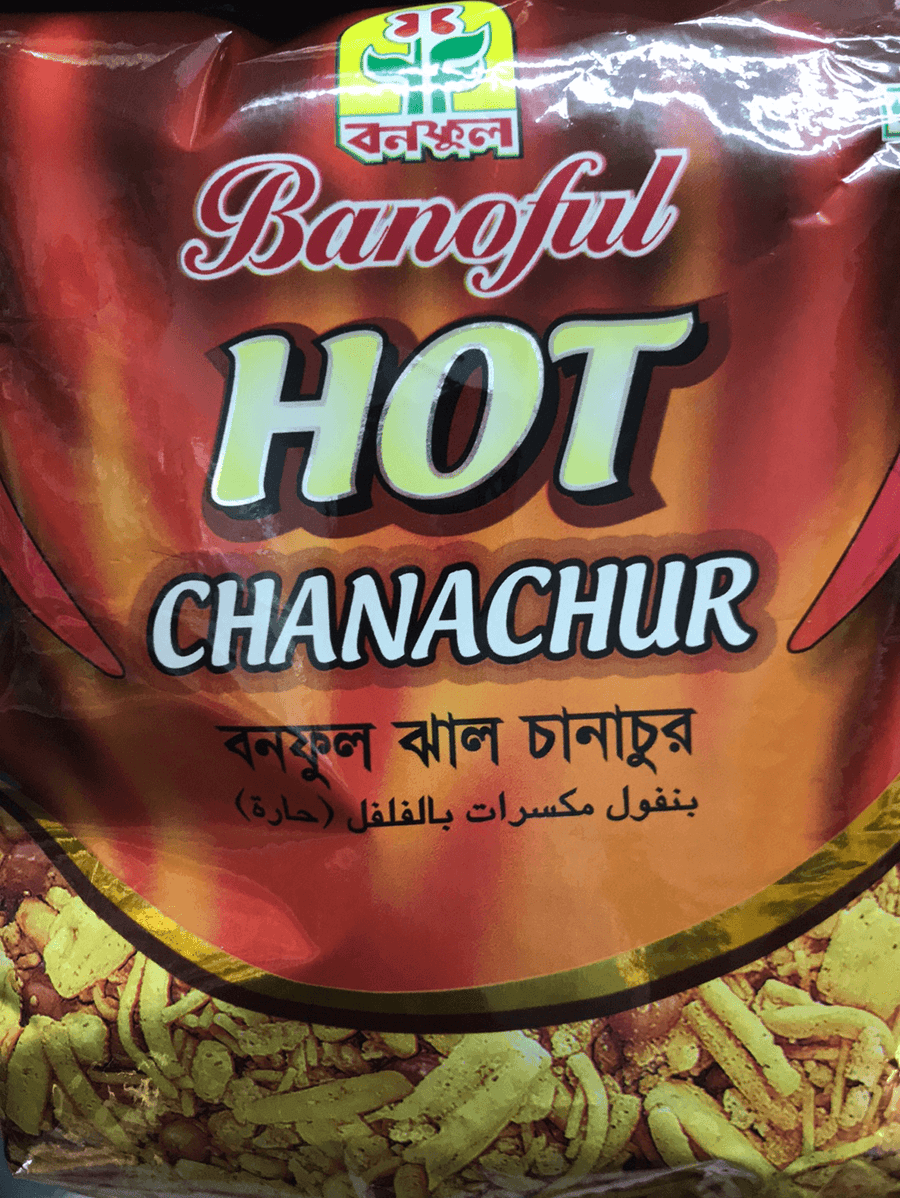 বনফুল
Banoful
HOT
CHANACHUR
বনফুল ঝাল চানাচুর
بنفول مكسرات بالفلفل (حارة)